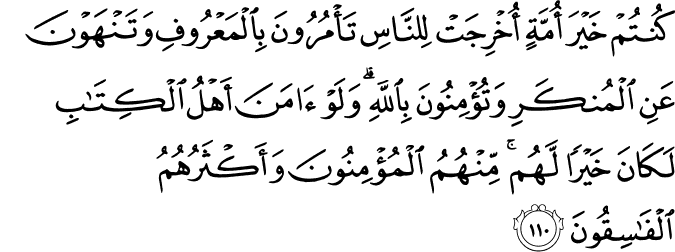 كُنتُمْ خَيْرَ أُمَّةٍ أُخْرِجَتْ لِلنَّاسِ تَأْمُرُونَ بِٱلْمَعْرُوفِ وَتَنْهَوْنَ
عَنِ ٱلْمُنكَرِ وَتُؤْمِنُونَ بِٱللَّهِ ۗ وَلَوْ ءَامَنَ أَهْلُ ٱلْكِتَٰبِ
لَكَانَ خَيْرًا لَّهُم ۚ مِّنْهُمُ ٱلْمُؤْمِنُونَ وَأَكْثَرُهُمُ
ٱلْفَٰسِقُونَ ١١٠